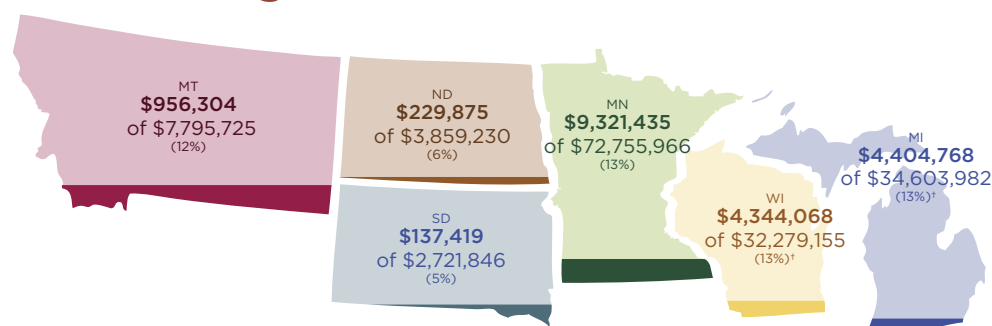 MT
$956,304
of $7,795,725
(12%)
ND
$229,875
of $3,859,230
(6%)
SD
$137,419
of $2,721,846
(5%)
MN
$9,321,435
of $72,755,966
(13%)
WI
$4,344,068
of $32,279,155
(13%)†
MI
$4,404,768
of $34,603,982
(13%)†